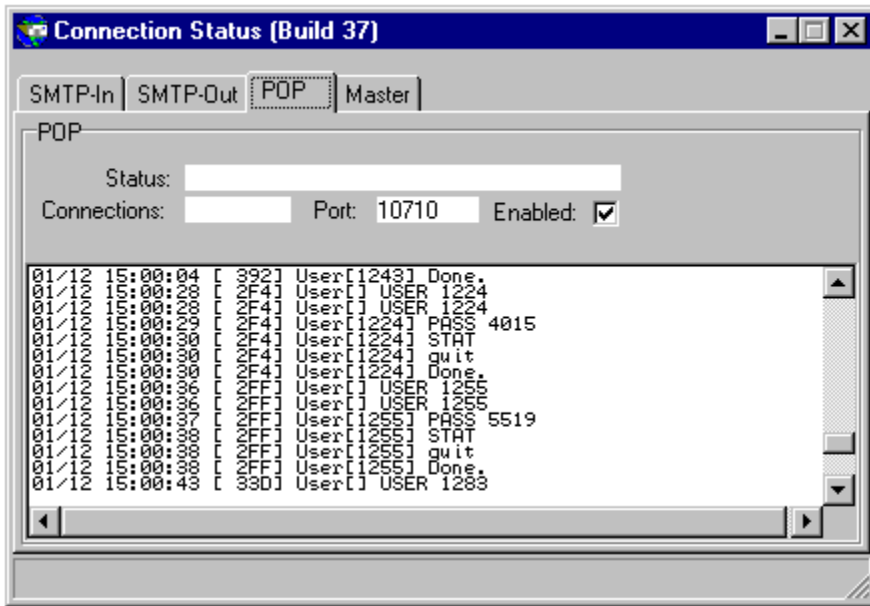 Connection Status (Build 37)
SMTP-In SMTP-Out POP Master
POP
Status:
Connections: Port: 10710 Enabled:
01/12 15:00:04 [ 392] User[1243] Done.
01/12 15:00:28 [ 2F4] User[] USER 1224
01/12 15:00:28 [ 2F4] User[] USER 1224
01/12 15:00:29 [ 2F4] User[1224] PASS 4015
01/12 15:00:30 [ 2F4] User[1224] STAT
01/12 15:00:30 [ 2F4] User[1224] quit
01/12 15:00:30 [ 2F4] User[1224] Done.
01/12 15:00:36 [ 2FF] User[] USER 1255
01/12 15:00:36 [ 2FF] User[] USER 1255
01/12 15:00:37 [ 2FF] User[1255] PASS 5519
01/12 15:00:38 [ 2FF] User[1255] STAT
01/12 15:00:38 [ 2FF] User[1255] quit
01/12 15:00:38 [ 2FF] User[1255] Done.
01/12 15:00:43 [ 33D] User[] USER 1283